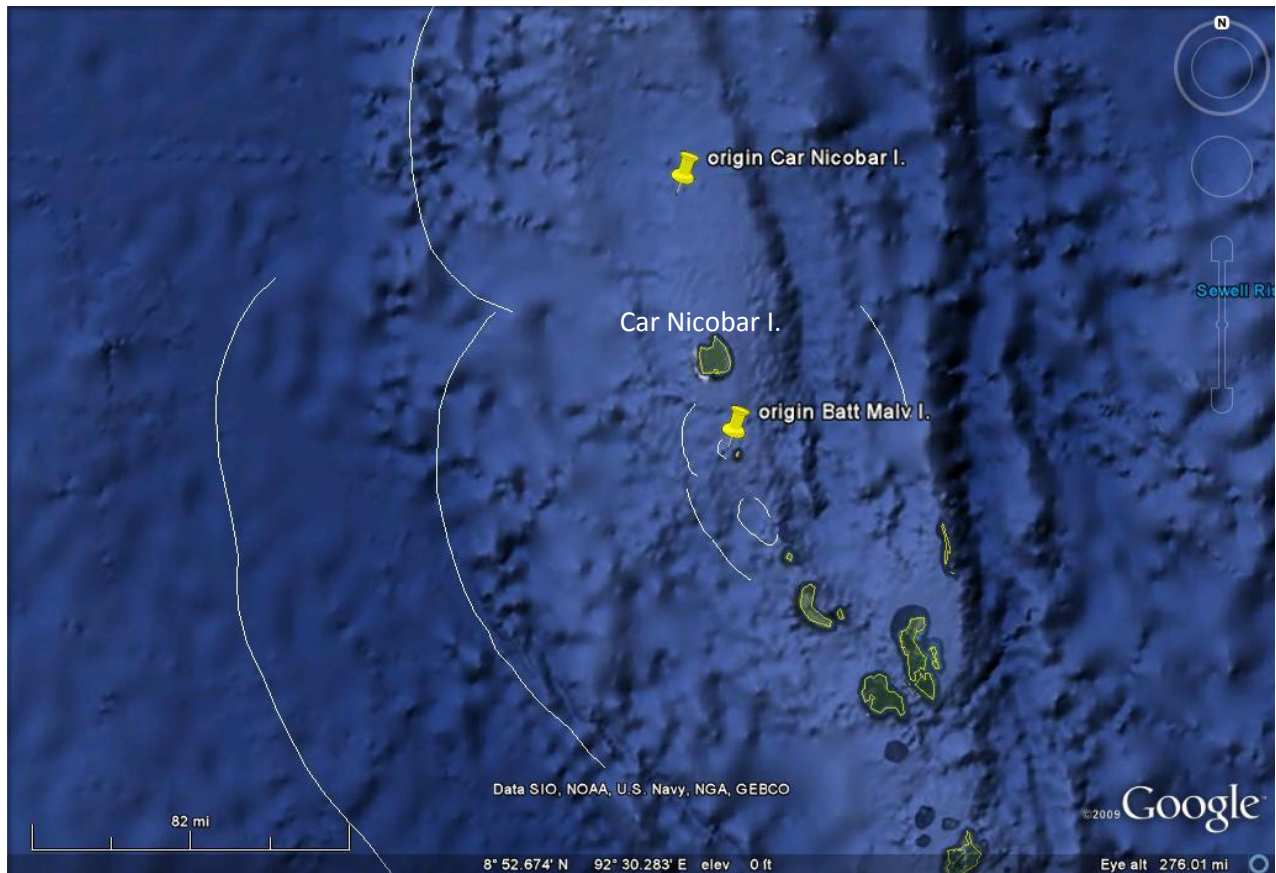 N
origin Car Nicobar I.
Sewell Ris
Car Nicobar I.
origin Batt Malv I.
Data SIO, NOAA, U.S. Navy, NGA, GEBCO
©2009 Google
82 mi
8° 52.674' N 92° 30.283' E elev 0 ft Eye alt 276.01 mi